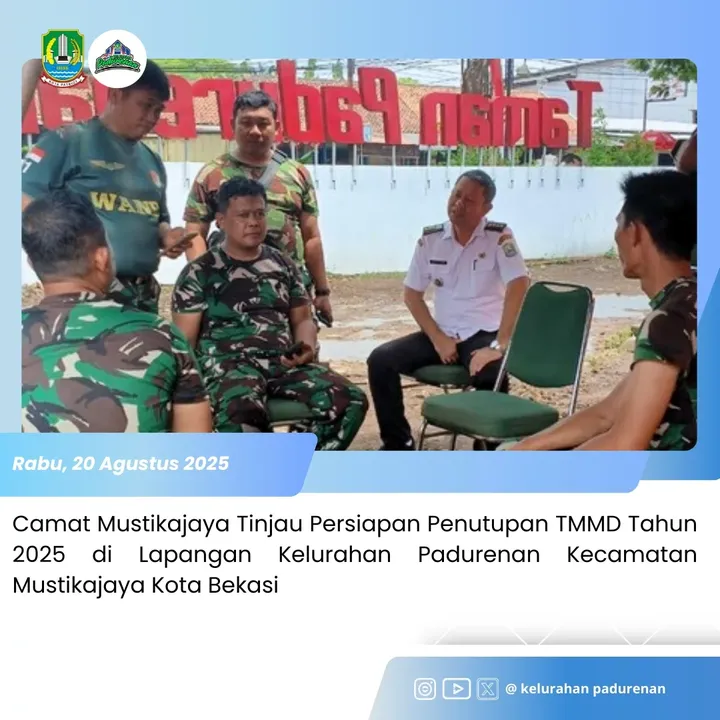 Taman Padurenan
WANR
Rabu, 20 Agustus 2025
Camat Mustikajaya Tinjau Persiapan Penutupan TMMD Tahun
2025 di Lapangan Kelurahan Padurenan Kecamatan
Mustikajaya Kota Bekasi
@ kelurahan padurenan